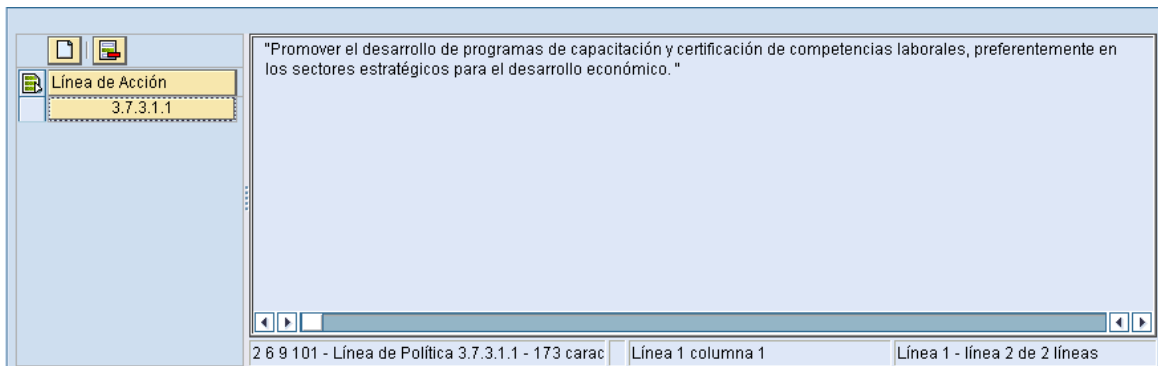 "Promover el desarrollo de programas de capacitación y certificación de competencias laborales, preferentemente en
los sectores estratégicos para el desarrollo económico. "
Línea de Acción
3.7.3.1.1
2 6 9 101 - Línea de Política 3.7.3.1.1 - 173 carac
Línea 1 columna 1
Línea 1 - línea 2 de 2 líneas